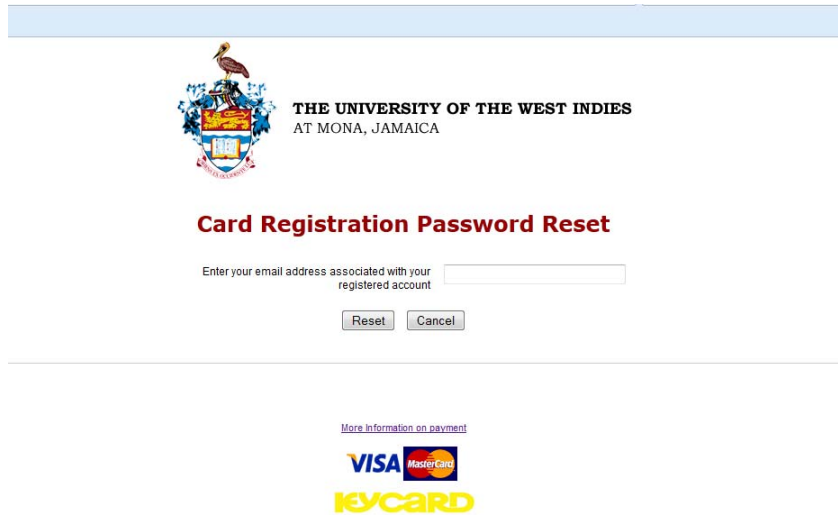 THE UNIVERSITY OF THE WEST INDIES
AT MONA, JAMAICA
Card Registration Password Reset
Enter your email address associated with your
registered account
Reset Cancel
More Information on payment
VISA MasterCard
KEYCARD